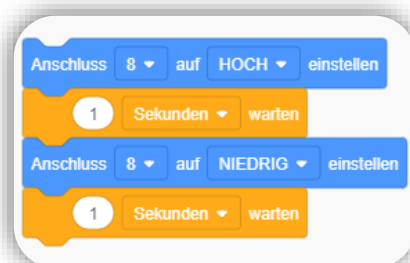 Anschluss 8 auf HOCH einstellen
1 Sekunden warten
Anschluss 8 auf NIEDRIG einstellen
1 Sekunden warten